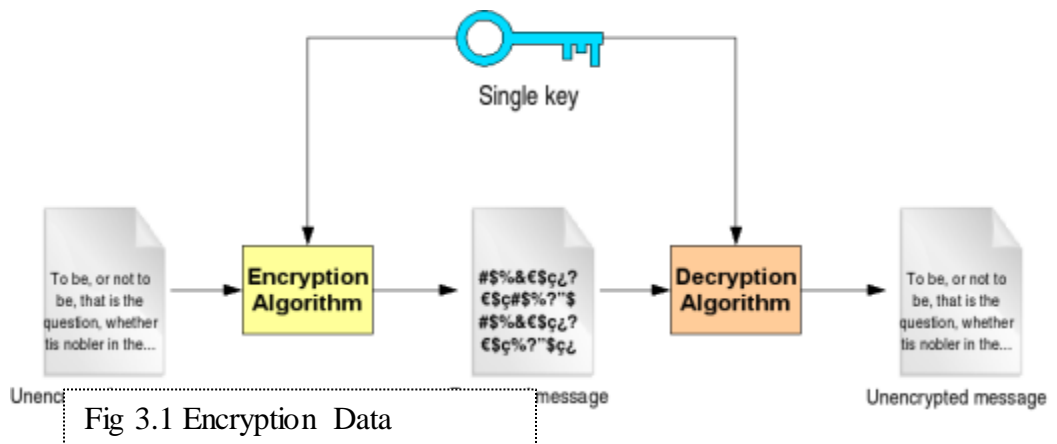 Single key
To be, or not to
be, that is the
question, whether
tis nobler in the...
Encryption
Algorithm
#$%&€$ç¿?
€$ç#$%?"$
#$%&€$ç¿?
€$ç%?"$ç¿
Decryption
Algorithm
To be, or not to
be, that is the
question, whether
tis nobler in the...
message
Unencrypted message
Fig 3.1 Encryption Data